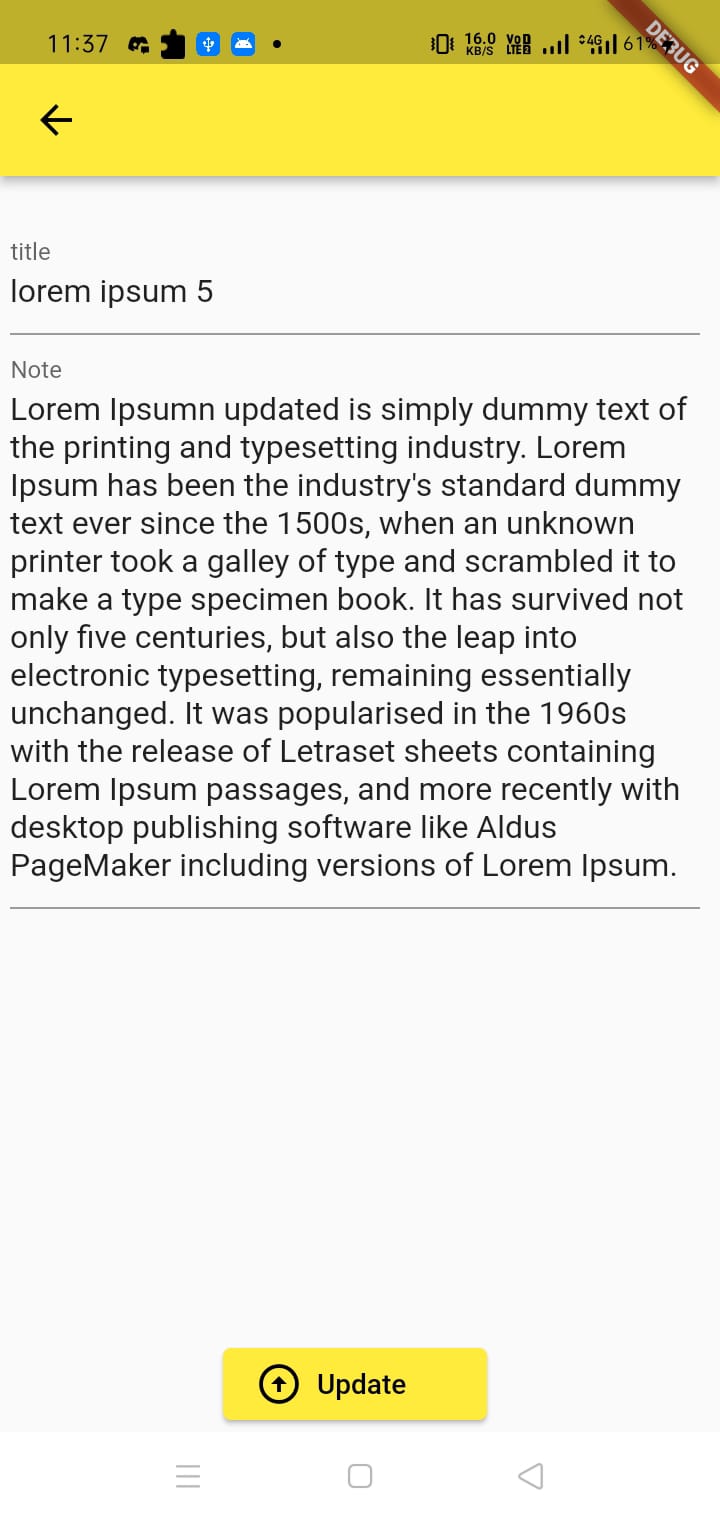 11:37
16.0
KB/S
Vo
LTE
4G
61%
DEBUG
title
lorem ipsum 5
Note
Lorem Ipsumn updated is simply dummy text of
the printing and typesetting industry. Lorem
Ipsum has been the industry's standard dummy
text ever since the 1500s, when an unknown
printer took a galley of type and scrambled it to
make a type specimen book. It has survived not
only five centuries, but also the leap into
electronic typesetting, remaining essentially
unchanged. It was popularised in the 1960s
with the release of Letraset sheets containing
Lorem Ipsum passages, and more recently with
desktop publishing software like Aldus
PageMaker including versions of Lorem Ipsum.
Update